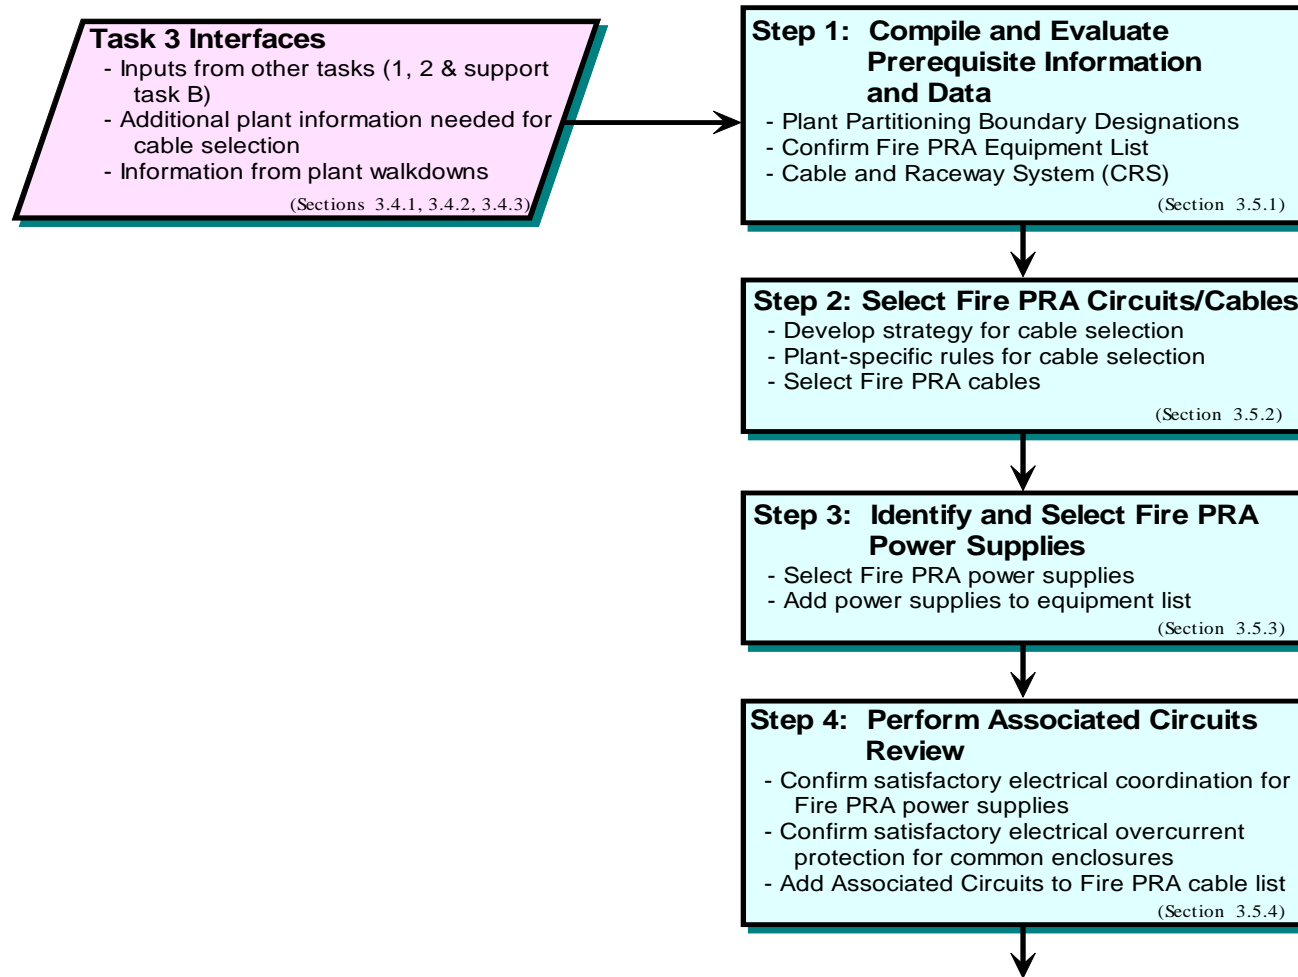 Task 3 Interfaces
- Inputs from other tasks (1, 2 & support
task B)
- Additional plant information needed for
cable selection
- Information from plant walkdowns
(Sections 3.4.1, 3.4.2, 3.4.3)
Step 1: Compile and Evaluate
Prerequisite Information
and Data
- Plant Partitioning Boundary Designations
- Confirm Fire PRA Equipment List
- Cable and Raceway System (CRS)
(Section 3.5.1)
Step 2: Select Fire PRA Circuits/Cables
- Develop strategy for cable selection
- Plant-specific rules for cable selection
- Select Fire PRA cables
(Section 3.5.2)
Step 3: Identify and Select Fire PRA
Power Supplies
- Select Fire PRA power supplies
- Add power supplies to equipment list
(Section 3.5.3)
Step 4: Perform Associated Circuits
Review
- Confirm satisfactory electrical coordination for
Fire PRA power supplies
- Confirm satisfactory electrical overcurrent
protection for common enclosures
- Add Associated Circuits to Fire PRA cable list
(Section 3.5.4)